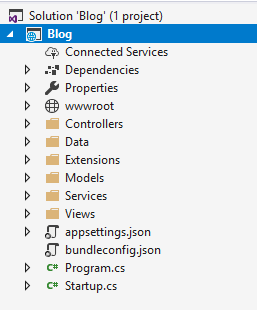 Solution 'Blog' (1 project)
Blog
Connected Services
Dependencies
Properties
wwwroot
Controllers
Data
Extensions
Models
Services
Views
appsettings.json
bundleconfig.json
C# Program.cs
C# Startup.cs